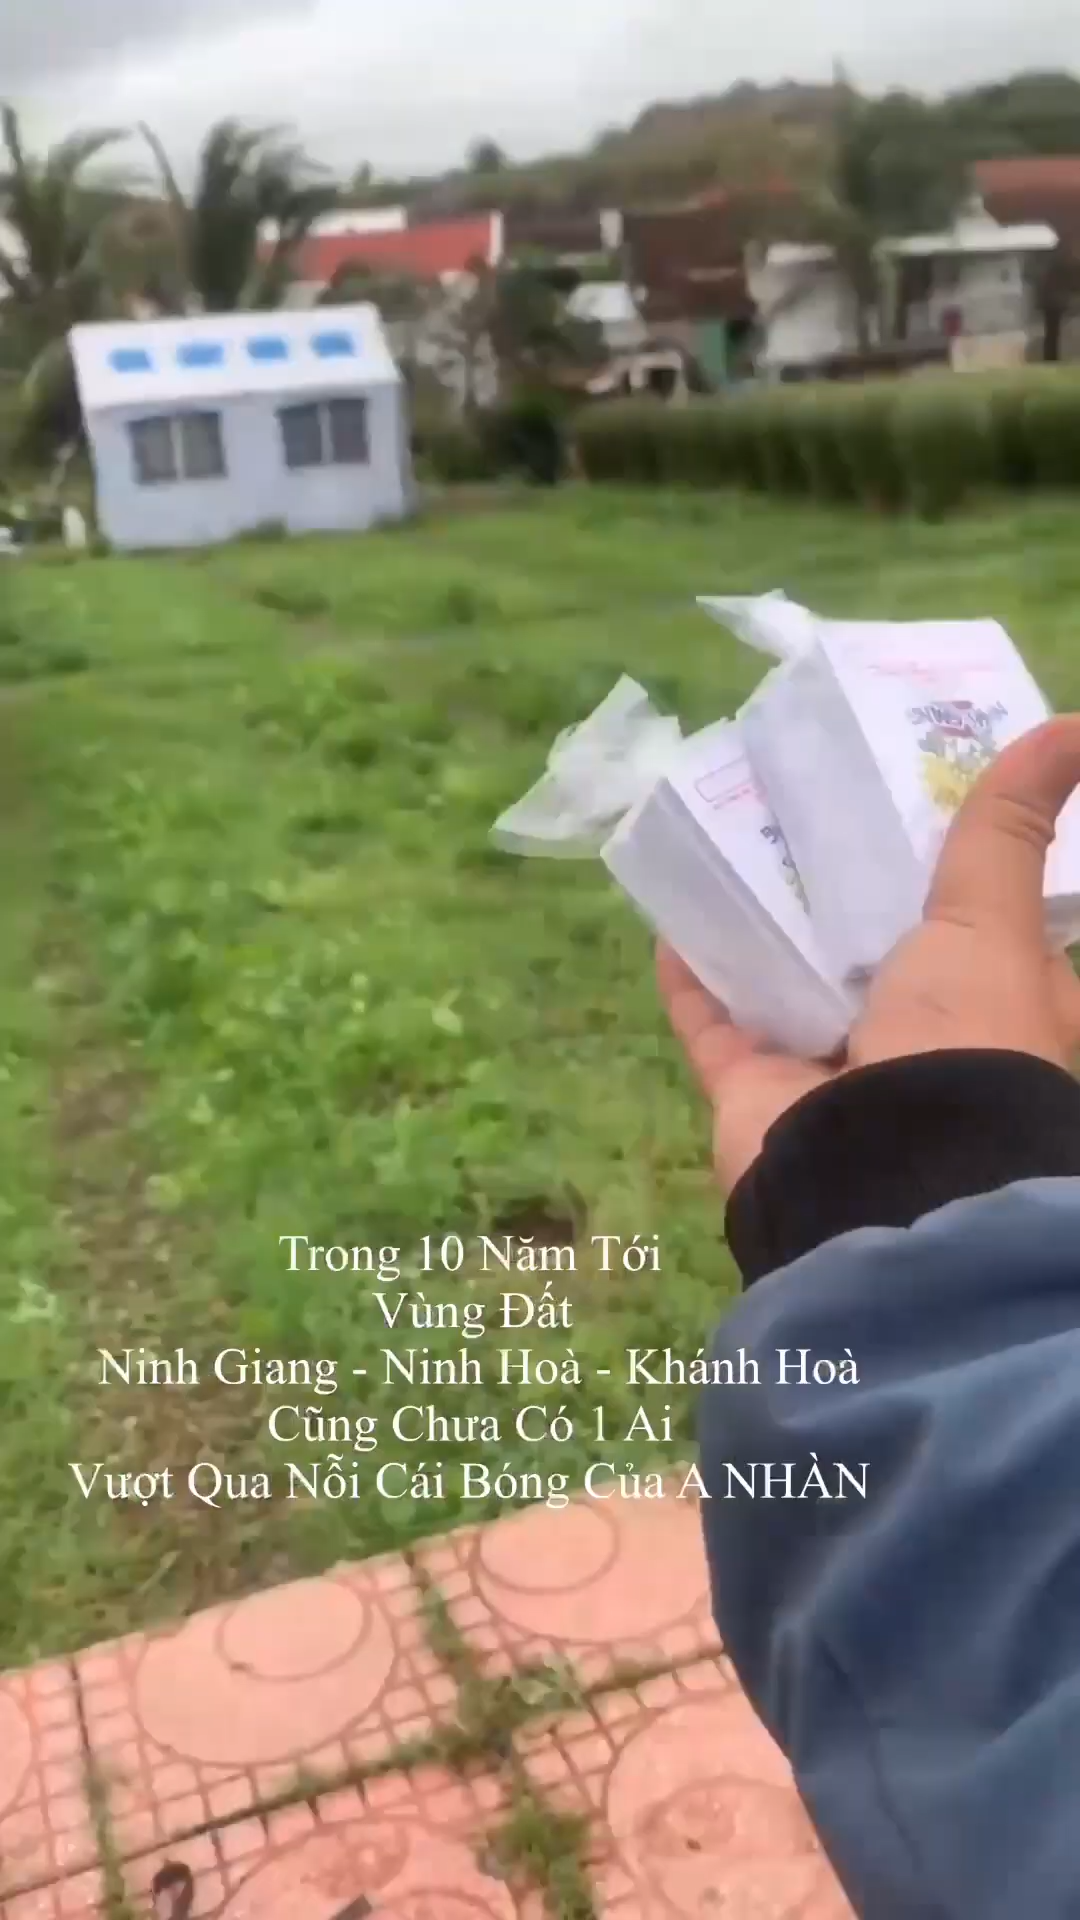 Trong 10 Năm Tới
Vùng Đất
Ninh Giang - Ninh Hoà - Khánh Hoà
Cũng Chưa Có 1 Ai
Vượt Qua Nỗi Cái Bóng Của A NHÀN